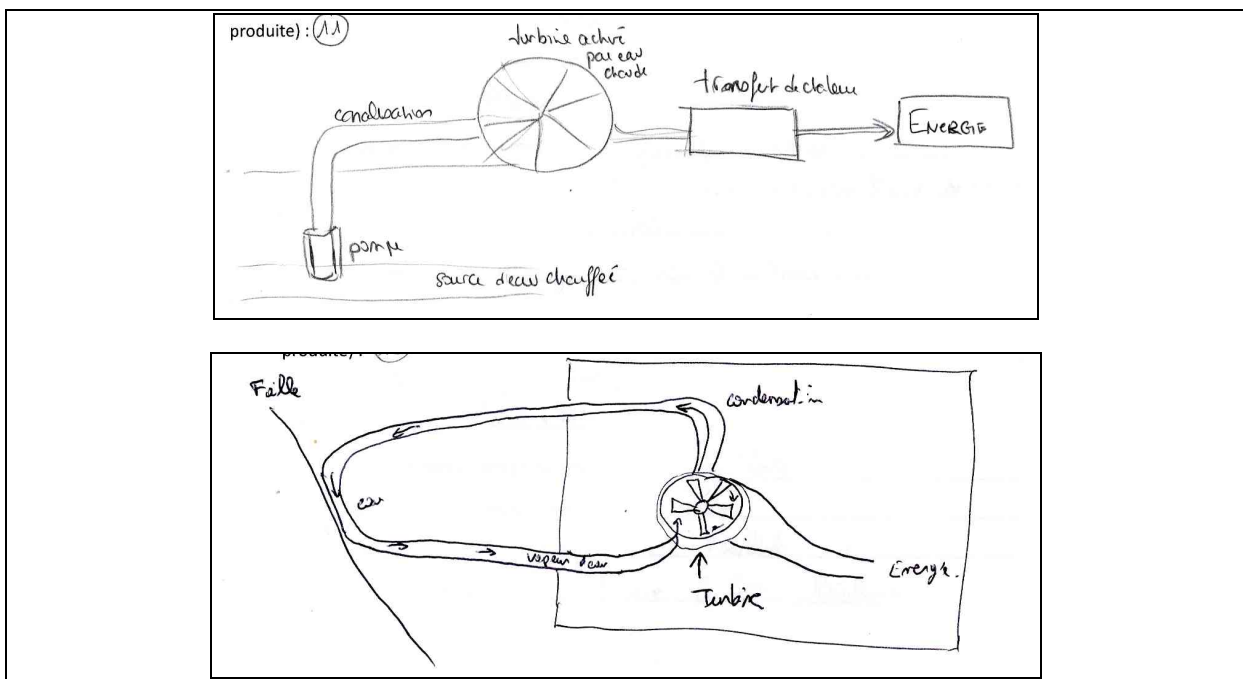 produite) : 11
turbine activé
par eau
chaude
transfert de chaleur
canalisation
ENERGIE
pompe
source d'eau chauffée
produite) :
Faille
condensation
eau
vapeur d'eau
Energie.
Turbine